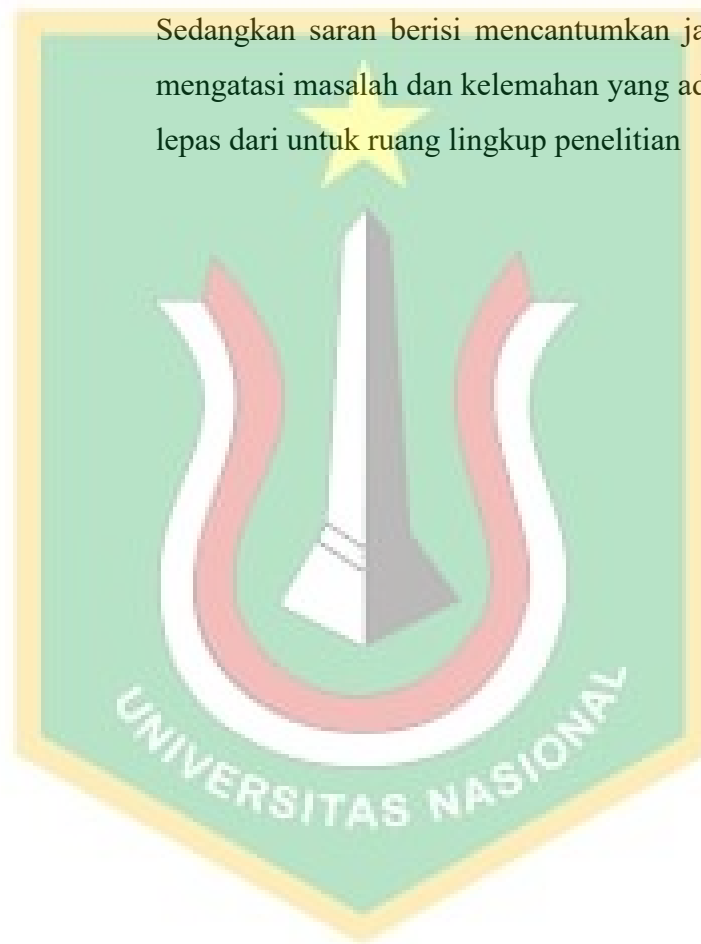 Sedangkan saran berisi mencantumkan
mengatasi masalah dan kelemahan yang
lepas dari untuk ruang lingkup penelitian
UNIVERSITAS NASIONAL